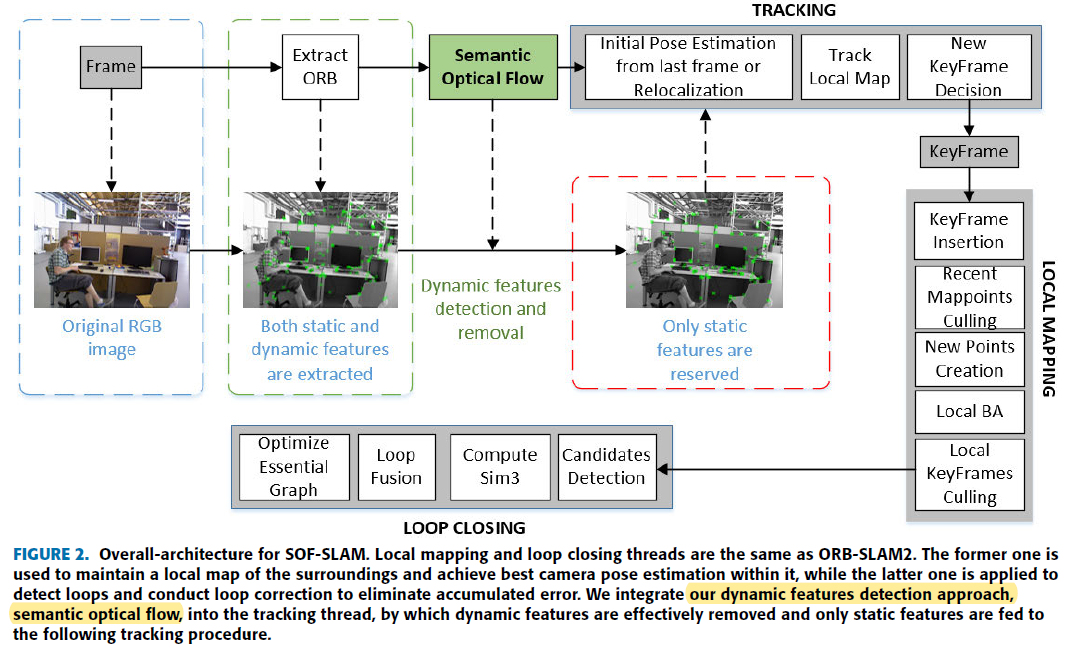 TRACKING
Frame
Extract
ORB
Semantic
Optical Flow
Initial Pose Estimation
from last frame or
Relocalization
Track
Local Map
New
KeyFrame
Decision
KeyFrame
Original RGB
image
Both static and
dynamic features
are extracted
Dynamic features
detection and
removal
Only static
features are
reserved
KeyFrame
Insertion
Recent
Mappoints
Culling
New Points
Creation
Local BA
Local
KeyFrames
Culling
LOCAL MAPPING
Optimize
Essential
Graph
Loop
Fusion
Compute
Sim3
Candidates
Detection
LOOP CLOSING
FIGURE 2. Overall-architecture for SOF-SLAM. Local mapping and loop closing threads are the same as ORB-SLAM2. The former one is
used to maintain a local map of the surroundings and achieve best camera pose estimation within it, while the latter one is applied to
detect loops and conduct loop correction to eliminate accumulated error. We integrate our dynamic features detection approach,
semantic optical flow, into the tracking thread, by which dynamic features are effectively removed and only static features are fed to
the following tracking procedure.